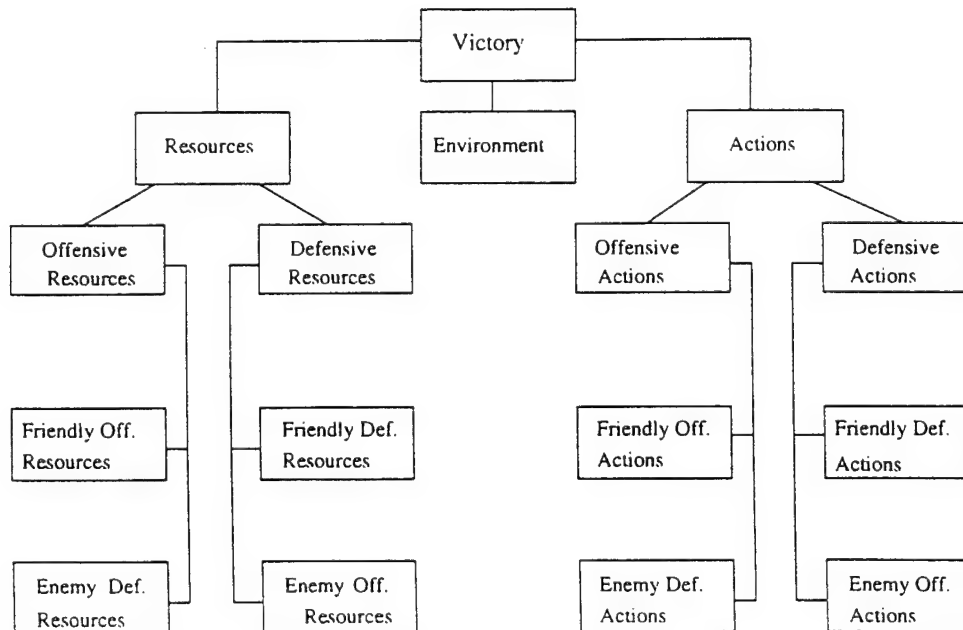 Victory
Resources
Environment
Actions
Offensive
Resources
Defensive
Resources
Offensive
Actions
Defensive
Actions
Friendly Off.
Resources
Friendly Def.
Resources
Friendly Off.
Actions
Friendly Def.
Actions
Enemy Def.
Resources
Enemy Off.
Resources
Enemy Def.
Actions
Enemy Off.
Actions